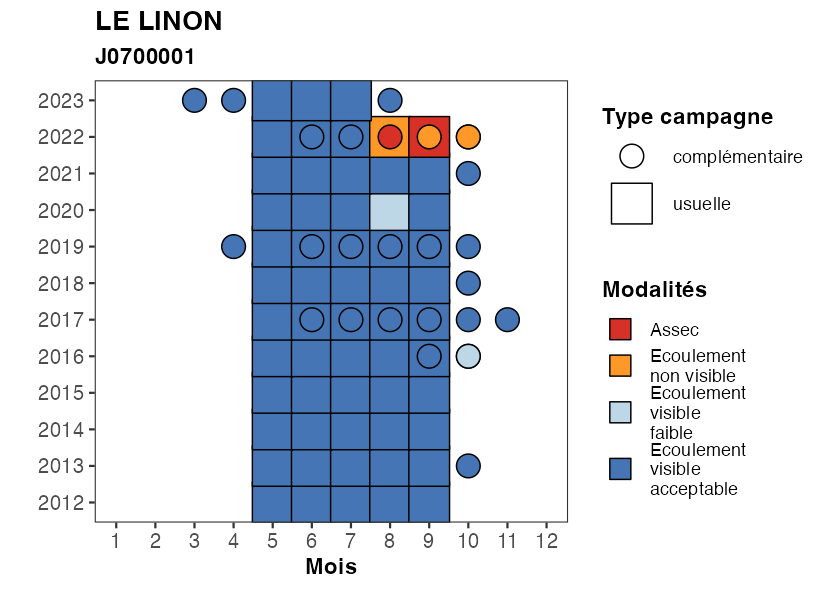 LE LINON
J0700001
2023
2022
2021
2020
2019
2018
2017
2016
2015
2014
2013
2012
1 2 3 4 5 6 7 8 9 10 11 12
Mois
Type campagne
complémentaire
usuelle
Modalités
Assec
Ecoulement
non visible
Ecoulement
visible
faible
Ecoulement
visible
acceptable